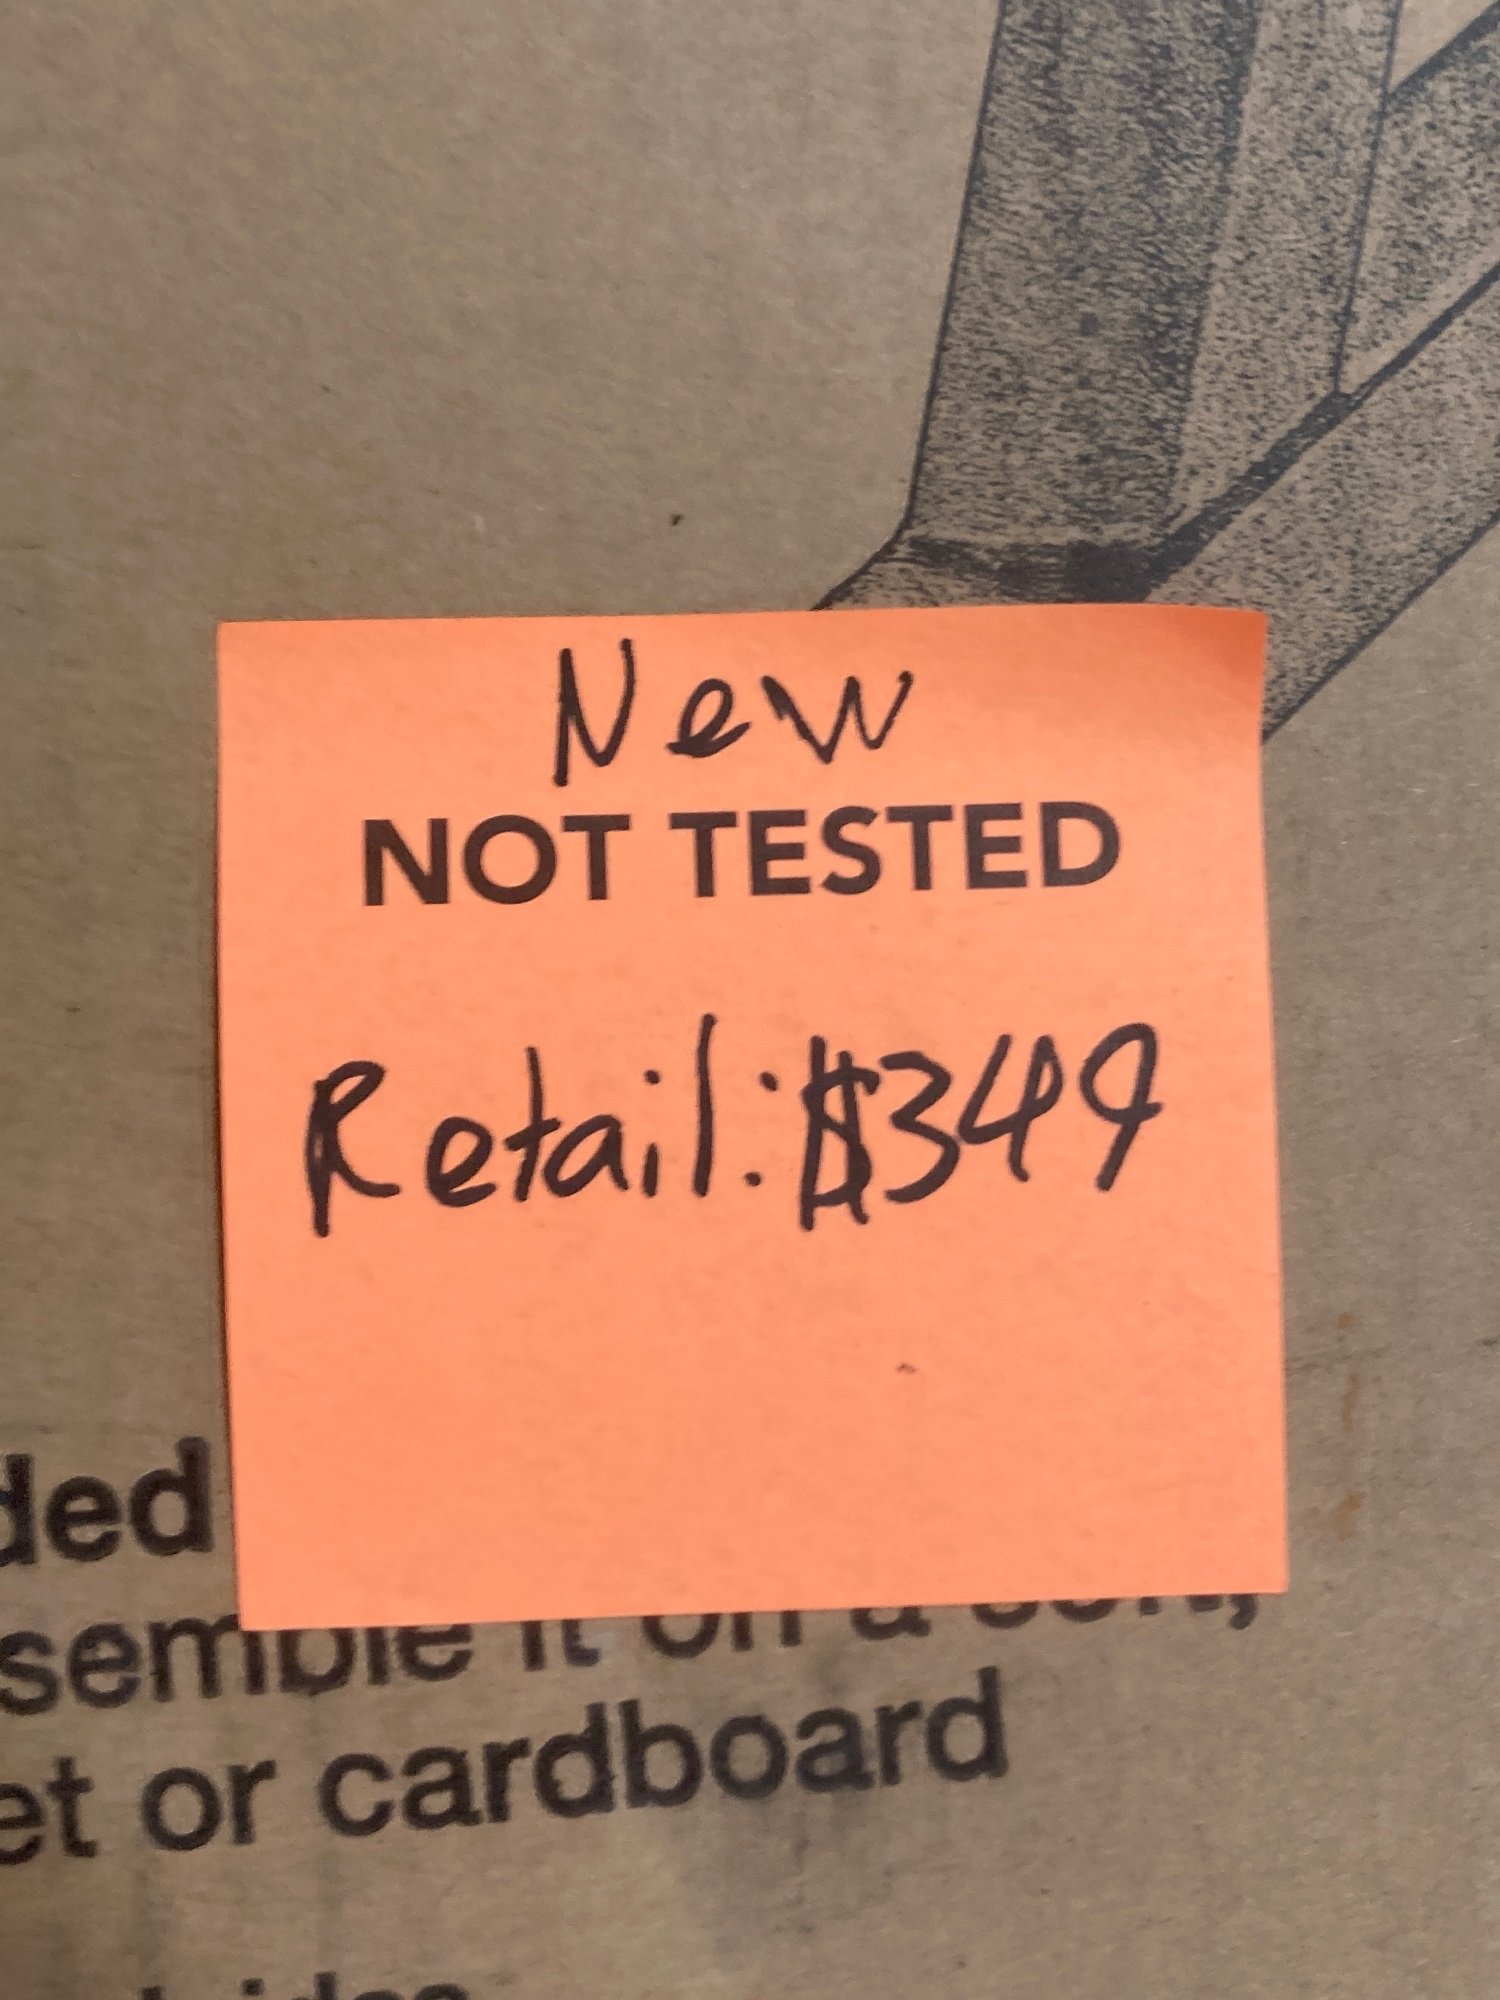 New
NOT TESTED
Retail: $349
ded
semble it on a soft,
et or cardboard